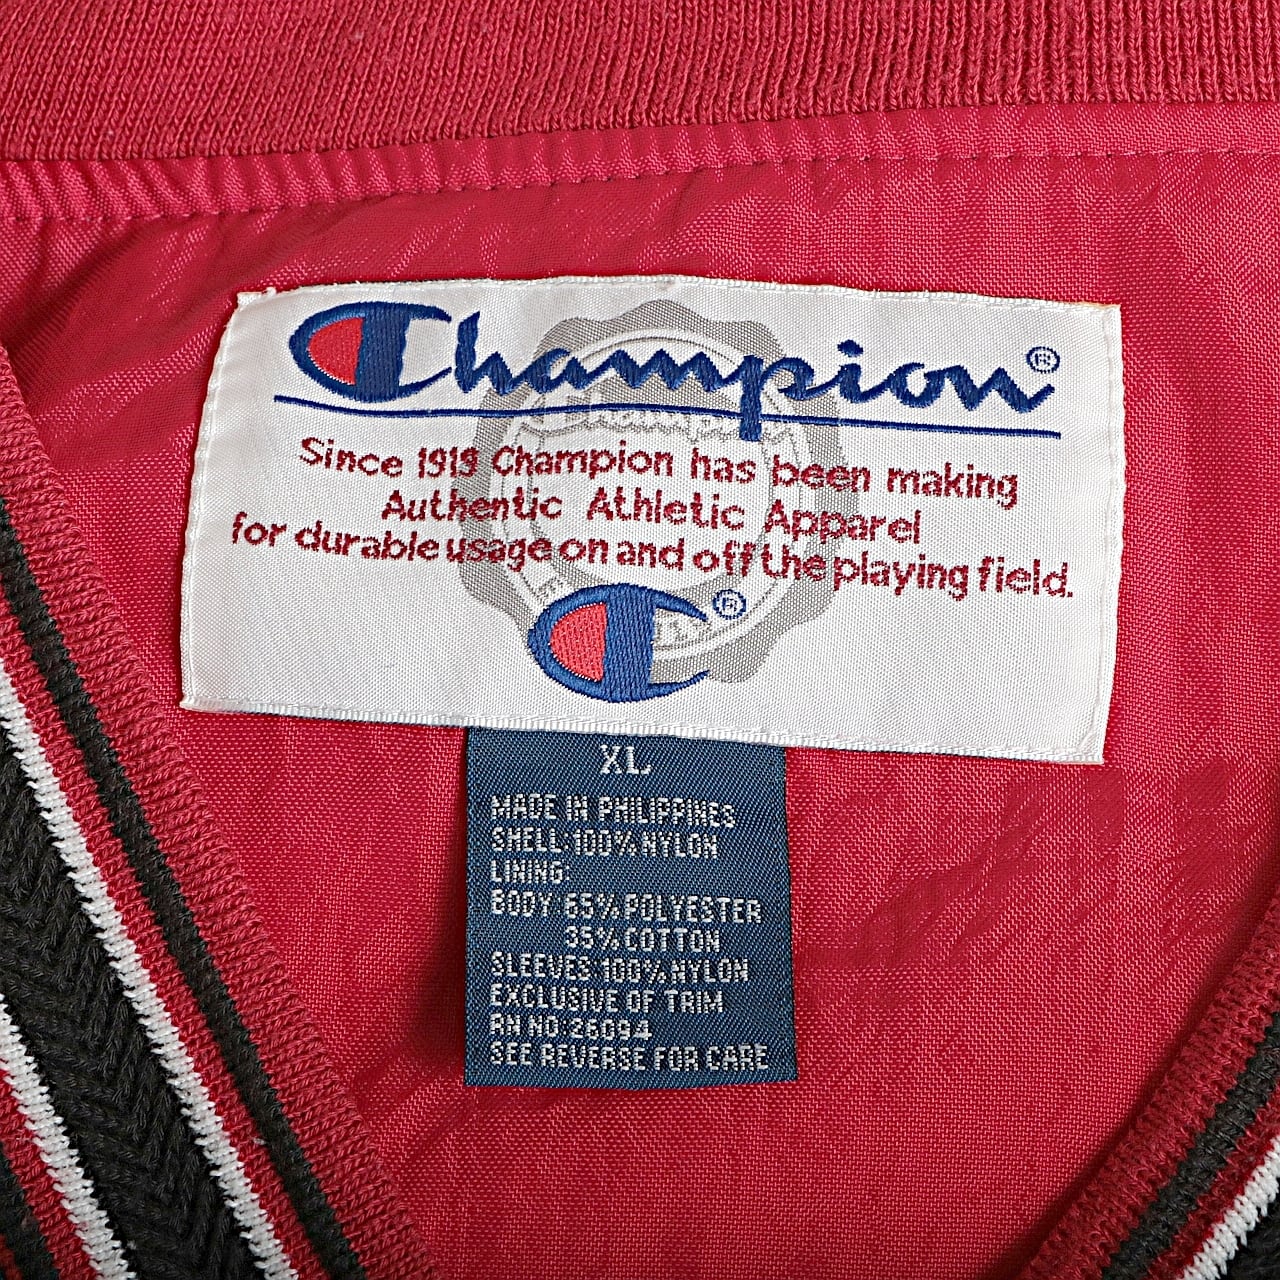 Champion®
Since 1919 Champion has been making
Authentic Athletic Apparel
for durable usage on and off the playing field.
®
XL
MADE IN PHILIPPINES
SHELL: 100% NYLON
LINING:
BODY 65% POLYESTER
35% COTTON
SLEEVES 100% NYLON
EXCLUSIVE OF TRIM
RN NO: 26094
SEE REVERSE FOR CARE